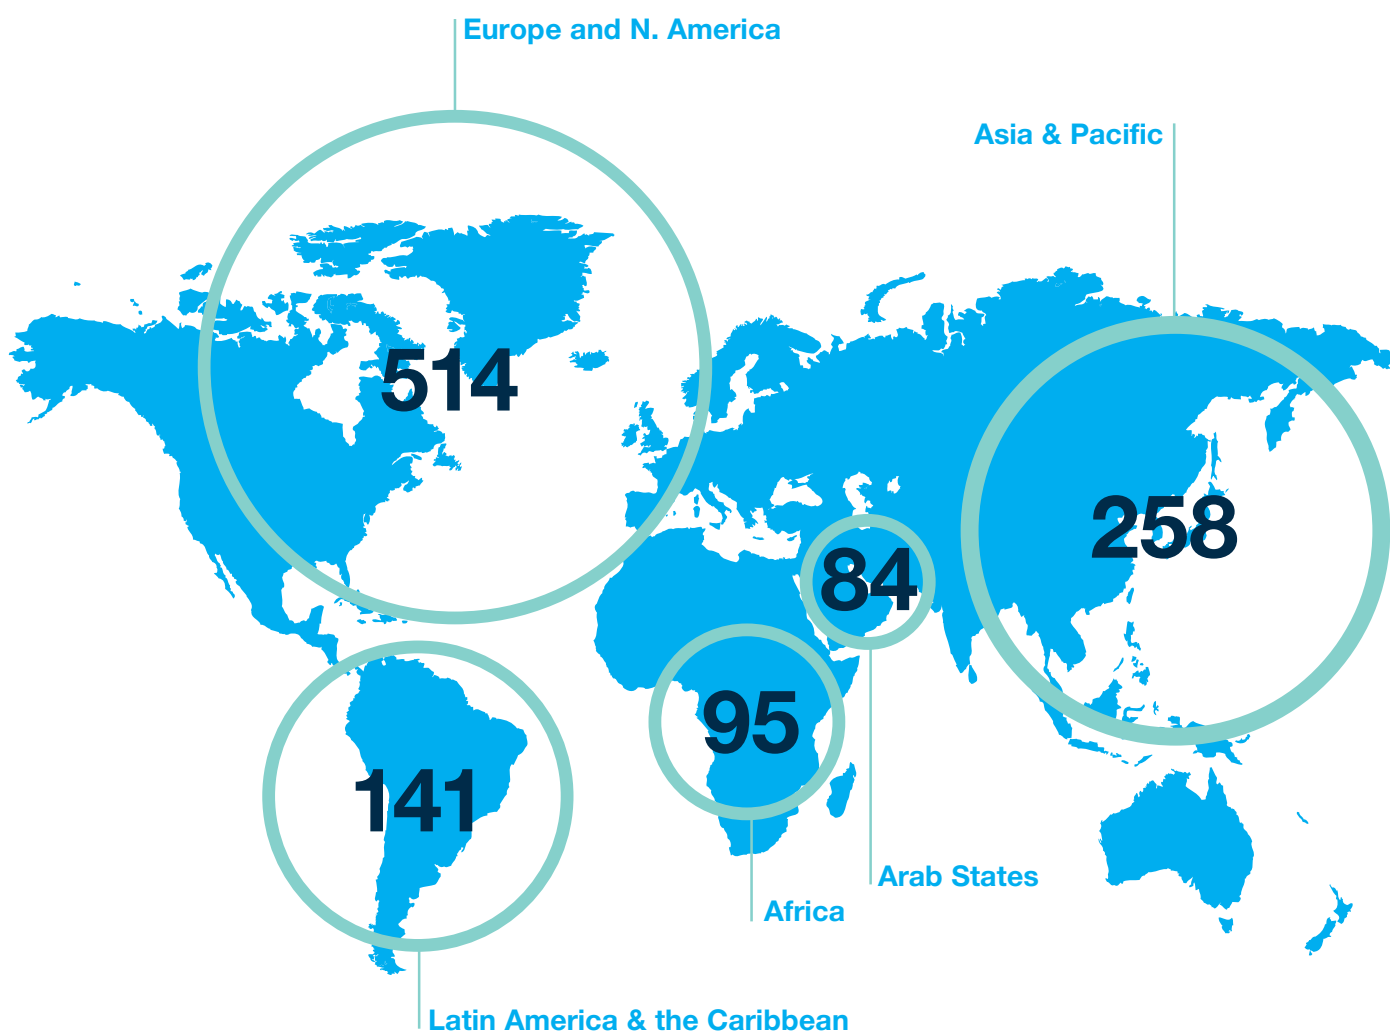 Europe and N. America
Asia & Pacific
514
258
84
95
141
Arab States
Africa
Latin America & the Caribbean